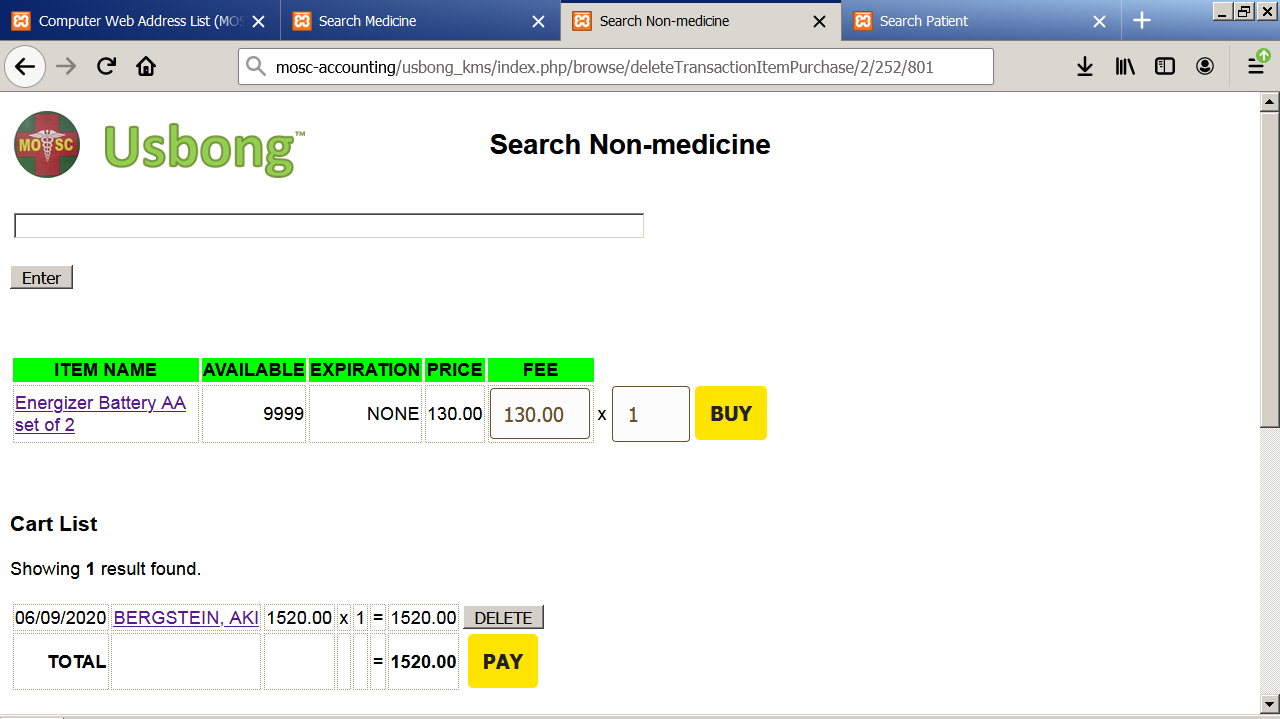 Computer Web Address List (MOS
Search Medicine
Search Non-medicine
Search Patient
mosc-accounting/usbong_kms/index.php/browse/deleteTransactionItemPurchase/2/252/801
MOSC
Usbong™
Search Non-medicine
Enter
ITEM NAME AVAILABLE EXPIRATION PRICE FEE
Energizer Battery AA
set of 2
9999 NONE 130.00 130.00 x 1 BUY
Cart List
Showing 1 result found.
06/09/2020 BERGSTEIN, AKI 1520.00 x 1 = 1520.00 DELETE
TOTAL = 1520.00 PAY